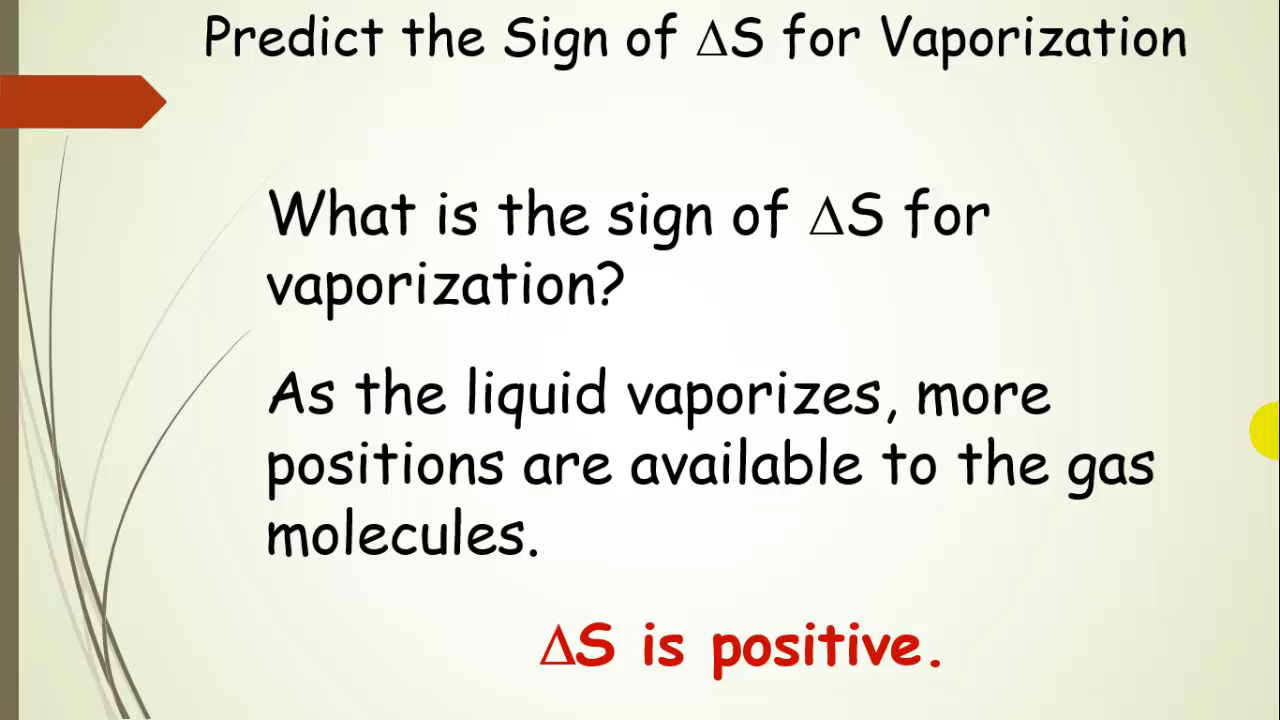 Predict the Sign of ΔS for Vaporization
What is the sign of ΔS for
vaporization?
As the liquid vaporizes, more
positions are available to the gas
molecules.
ΔS is positive.